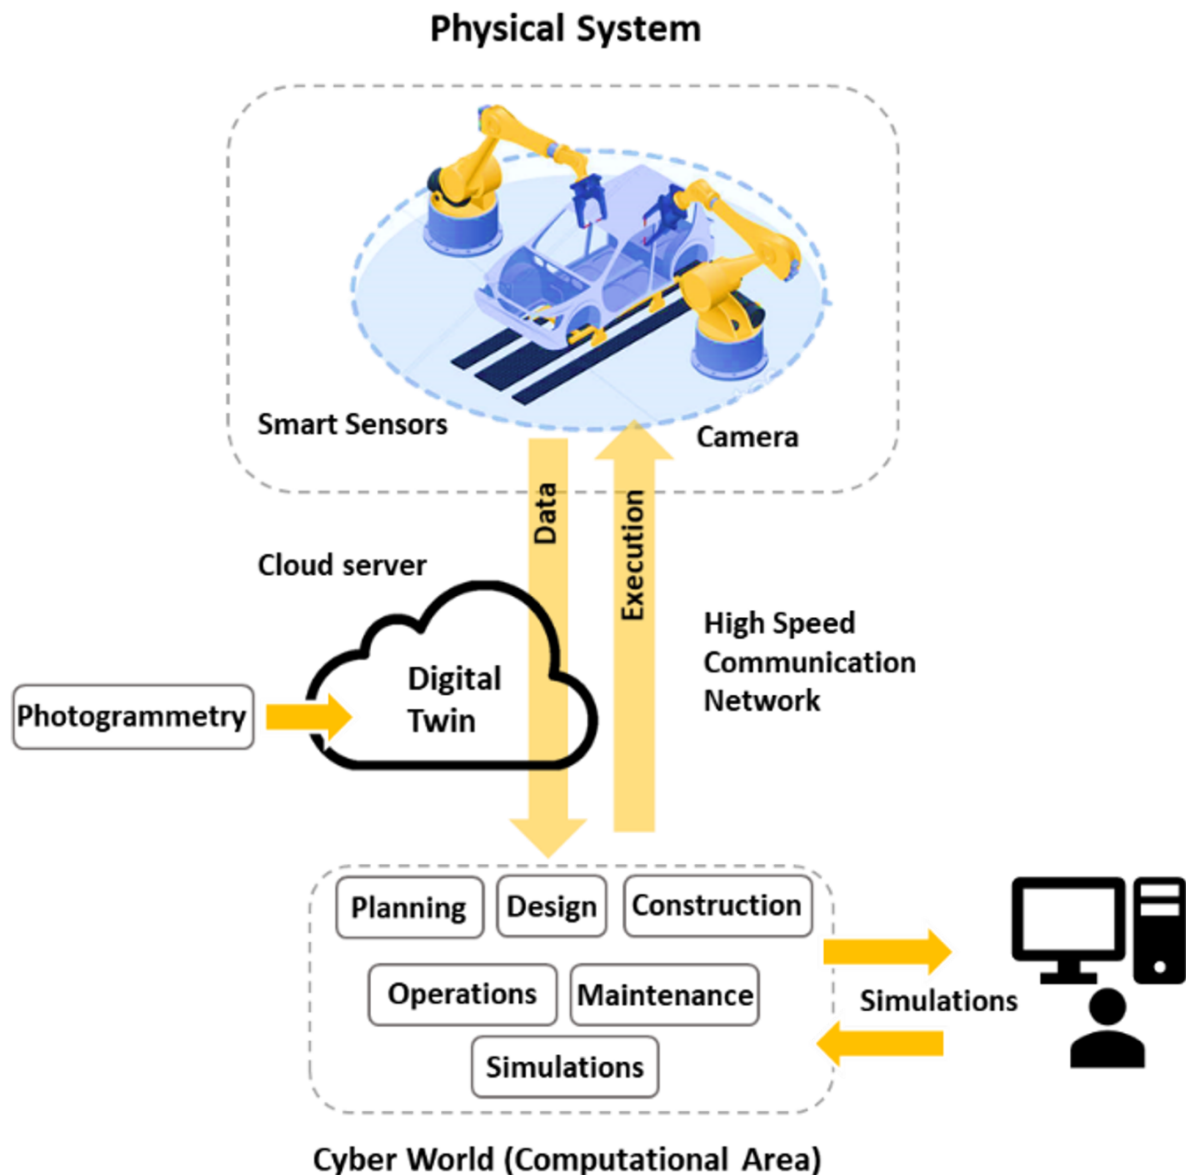 Physical System
Smart Sensors
Camera
Data
Execution
Cloud server
High Speed
Communication
Network
Digital
Twin
Photogrammetry
Planning
Design
Construction
Operations
Maintenance
Simulations
Simulations
Cyber World (Computational Area)